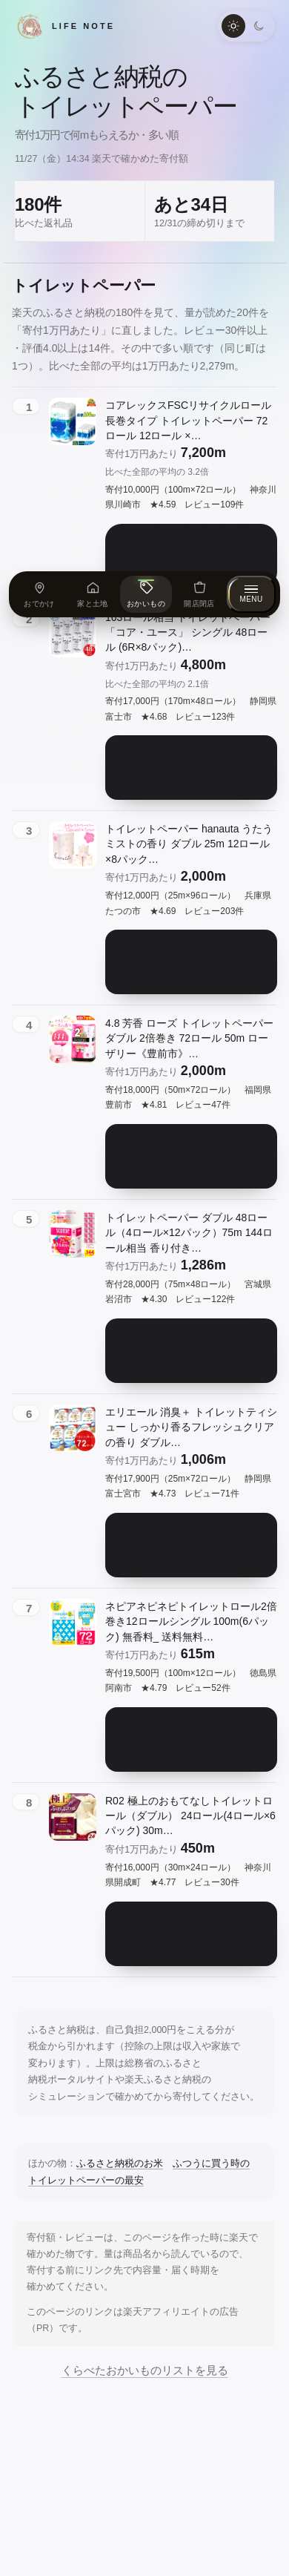 LIFE NOTE
ふるさと納税の
トイレットペーパー
寄付1万円で何mもらえるか・多い順
11/27（金）14:34 楽天で確かめた寄付額
180件
比べた返礼品
あと34日
12/31の締め切りまで
トイレットペーパー
楽天のふるさと納税の180件を見て、量が読めた20件を
「寄付1万円あたり」に直しました。レビュー30件以上
・評価4.0以上は14件。その中で多い順です（同じ町は
1つ）。比べた全部の平均は1万円あたり2,279m。
1
コアレックスFSCリサイクルロール
長巻タイプ トイレットペーパー 72
ロール 12ロール ×…
寄付1万円あたり 7,200m
比べた全部の平均の 3.2倍
寄付10,000円（100m×72ロール） 神奈川
県川崎市 ★4.59 レビュー109件
おでかけ
家と土地
おかいもの
開店閉店
MENU
2
「コア・ユース」 シングル 48ロー
ル (6R×8パック)…
寄付1万円あたり 4,800m
比べた全部の平均の 2.1倍
寄付17,000円（170m×48ロール） 静岡県
富士市 ★4.68 レビュー123件
3
トイレットペーパー hanauta うたう
ミストの香り ダブル 25m 12ロール
×8パック…
寄付1万円あたり 2,000m
寄付12,000円（25m×96ロール） 兵庫県
たつの市 ★4.69 レビュー203件
4
4.8 芳香 ローズ トイレットペーパー
ダブル 2倍巻き 72ロール 50m ロー
ザリー《豊前市》…
寄付1万円あたり 2,000m
寄付18,000円（50m×72ロール） 福岡県
豊前市 ★4.81 レビュー47件
5
トイレットペーパー ダブル 48ロー
ル（4ロール×12パック）75m 144ロ
ール相当 香り付き…
寄付1万円あたり 1,286m
寄付28,000円（75m×48ロール） 宮城県
岩沼市 ★4.30 レビュー122件
6
エリエール 消臭＋ トイレットティシ
ュー しっかり香るフレッシュクリア
の香り ダブル…
寄付1万円あたり 1,006m
寄付17,900円（25m×72ロール） 静岡県
富士宮市 ★4.73 レビュー71件
7
ネピアネピネピトイレットロール2倍
巻き12ロールシングル 100m(6パッ
ク) 無香料_ 送料無料…
寄付1万円あたり 615m
寄付19,500円（100m×12ロール） 徳島県
阿南市 ★4.79 レビュー52件
8
R02 極上のおもてなしトイレットロ
ール（ダブル） 24ロール(4ロール×6
パック) 30m…
寄付1万円あたり 450m
寄付16,000円（30m×24ロール） 神奈川
県開成町 ★4.77 レビュー30件
ふるさと納税は、自己負担2,000円をこえる分が
税金から引かれます（控除の上限は収入や家族で
変わります）。上限は総務省のふるさと
納税ポータルサイトや楽天ふるさと納税の
シミュレーションで確かめてから寄付してください。
ほかの物：ふるさと納税のお米 ふつうに買う時の
トイレットペーパーの最安
寄付額・レビューは、このページを作った時に楽天で
確かめた物です。量は商品名から読んでいるので、
寄付する前にリンク先で内容量・届く時期を
確かめてください。
このページのリンクは楽天アフィリエイトの広告
（PR）です。
くらべたおかいものリストを見る